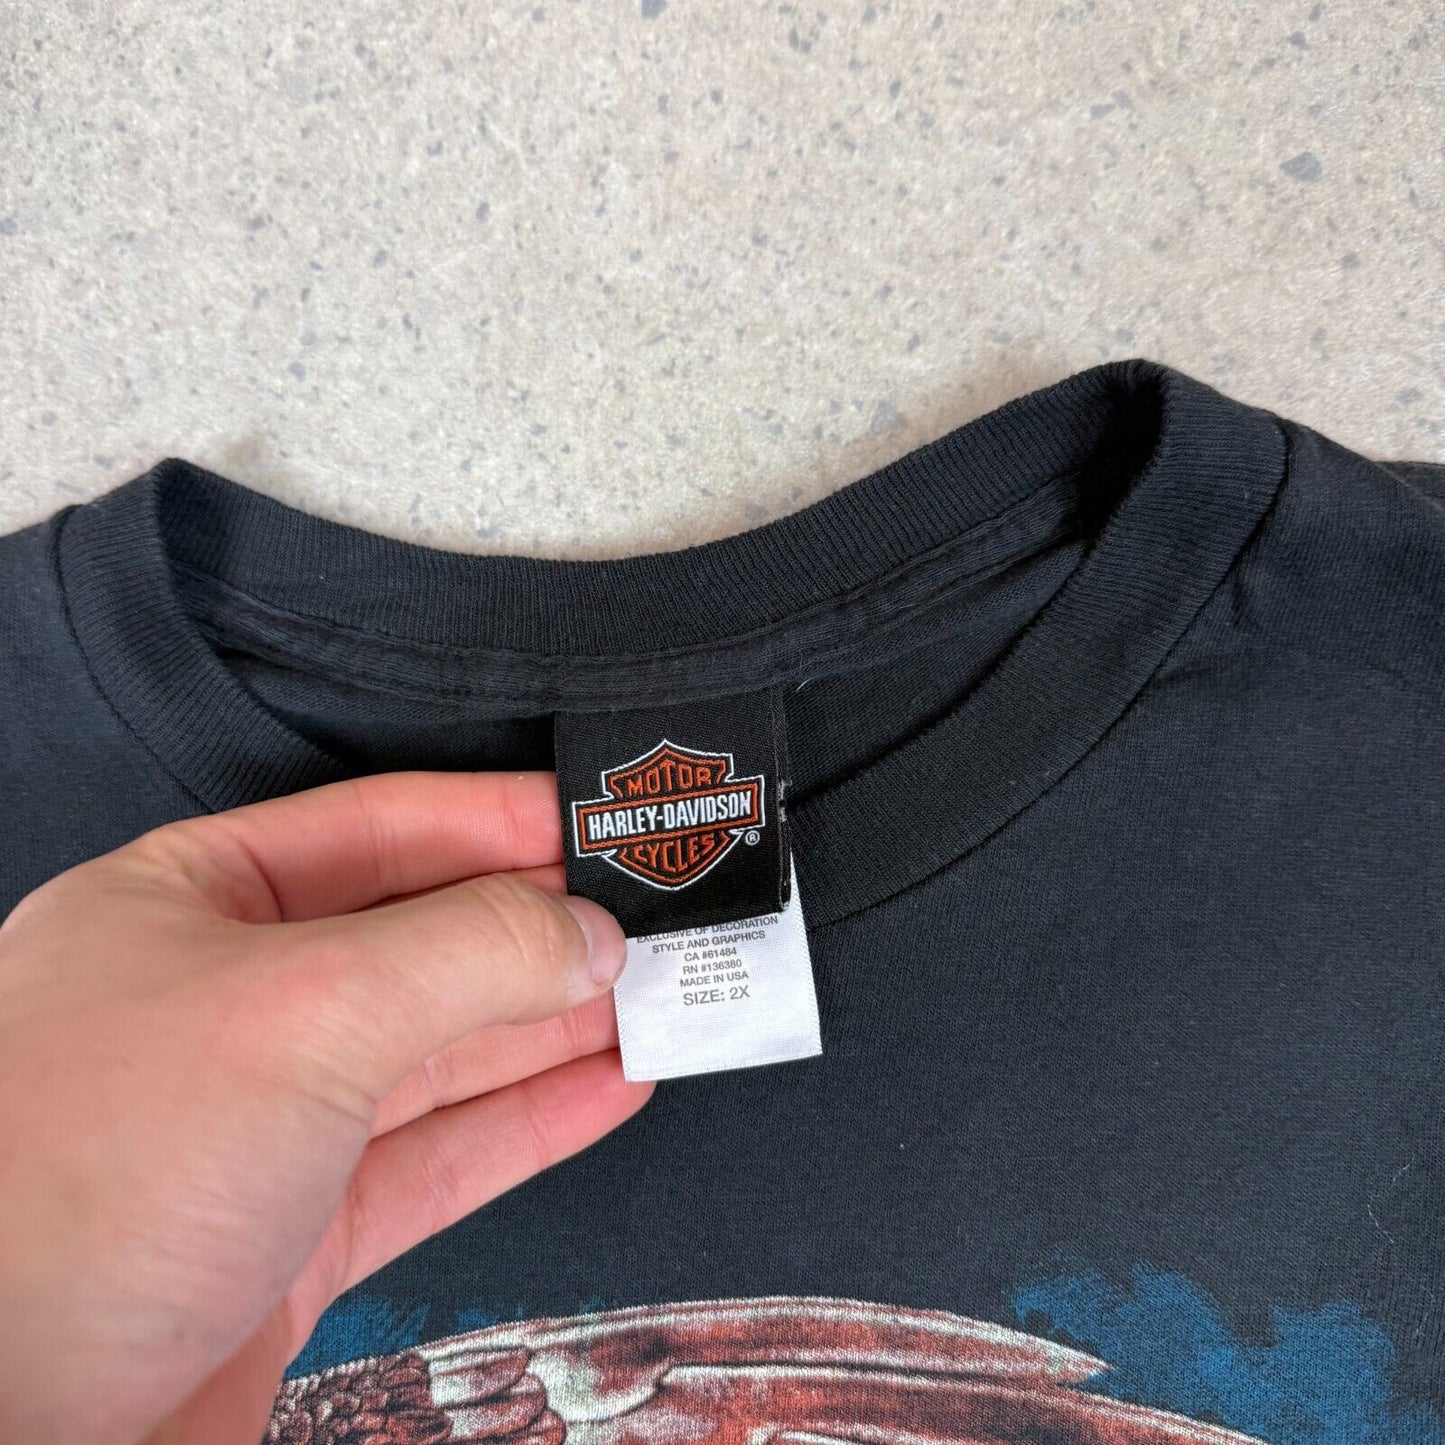 MOTOR
HARLEY-DAVIDSON
CYCLES
®
EXCLUSIVE OF DECORATION
STYLE AND GRAPHICS
CA #61484
RN #136380
MADE IN USA
SIZE: 2X